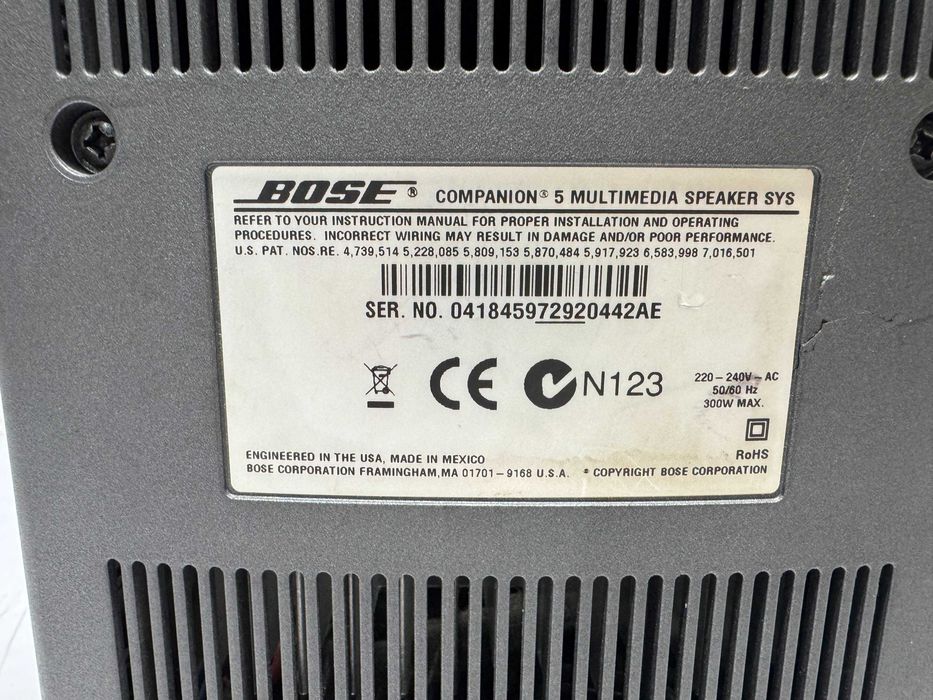 BOSE® COMPANION® 5 MULTIMEDIA SPEAKER SYS
REFER TO YOUR INSTRUCTION MANUAL FOR PROPER INSTALLATION AND OPERATING
PROCEDURES. INCORRECT WIRING MAY RESULT IN DAMAGE AND/OR POOR PERFORMANCE.
U.S. PAT. NOS.RE. 4,739,514 5,228,085 5,809,153 5,870,484 5,917,923 6,583,998 7,016,501
SER. NO. 041845972920442AE
CE N123
220-240V~AC
50/60 Hz
300W MAX.
RoHS
ENGINEERED IN THE USA, MADE IN MEXICO
BOSE CORPORATION FRAMINGHAM,MA 01701-9168 U.S.A. © COPYRIGHT BOSE CORPORATION